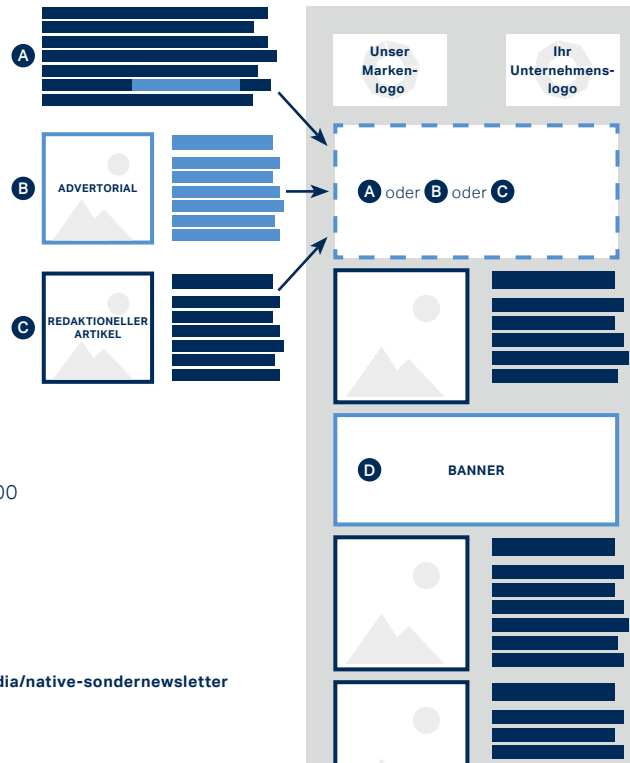 A
B
ADVERTORIAL
C
REDAKTIONELLER
ARTIKEL
00
dia/native-sondernewsletter
Unser
Marken-
logo
Ihr
Unternehmens-
logo
A oder B oder C
D BANNER